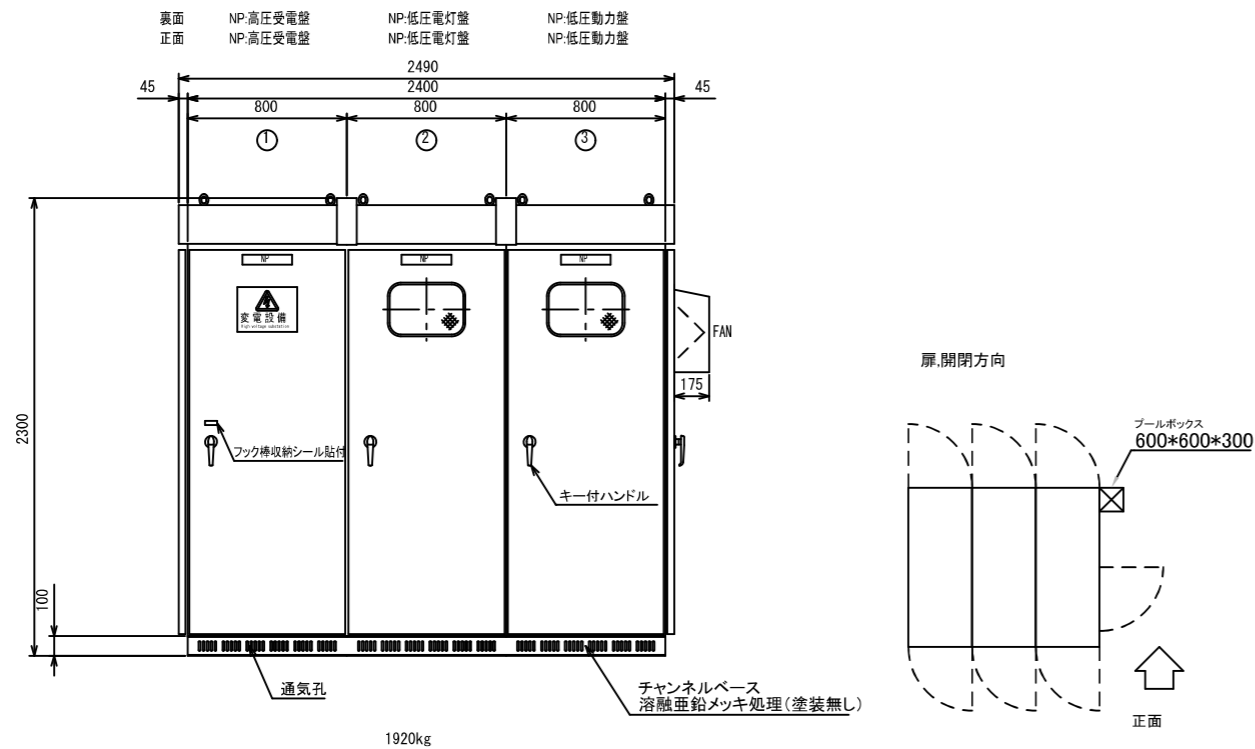 裏面 NP:高圧受電盤 NP:低圧電灯盤 NP:低圧動力盤
正面 NP:高圧受電盤 NP:低圧電灯盤 NP:低圧動力盤
2490
45 2400 45
800 800 800
① ② ③
NP NP NP
変電設備
High voltage substation
FAN
175
2300
フック棒収納シール貼付
キー付ハンドル
100
通気孔
チャンネルベース
溶融亜鉛メッキ処理(塗装無し)
1920kg
扉,開閉方向
プールボックス
600*600*300
正面